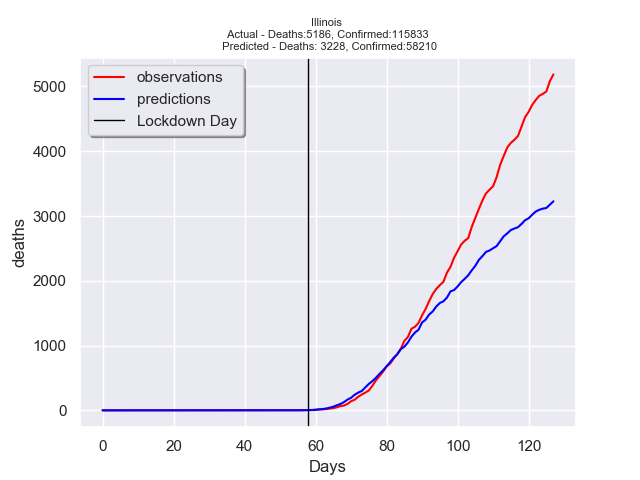 Illinois
Actual - Deaths:5186, Confirmed:115833
Predicted - Deaths: 3228, Confirmed:58210
observations
predictions
Lockdown Day
5000
4000
3000
2000
1000
0
deaths
0 20 40 60 80 100 120
Days